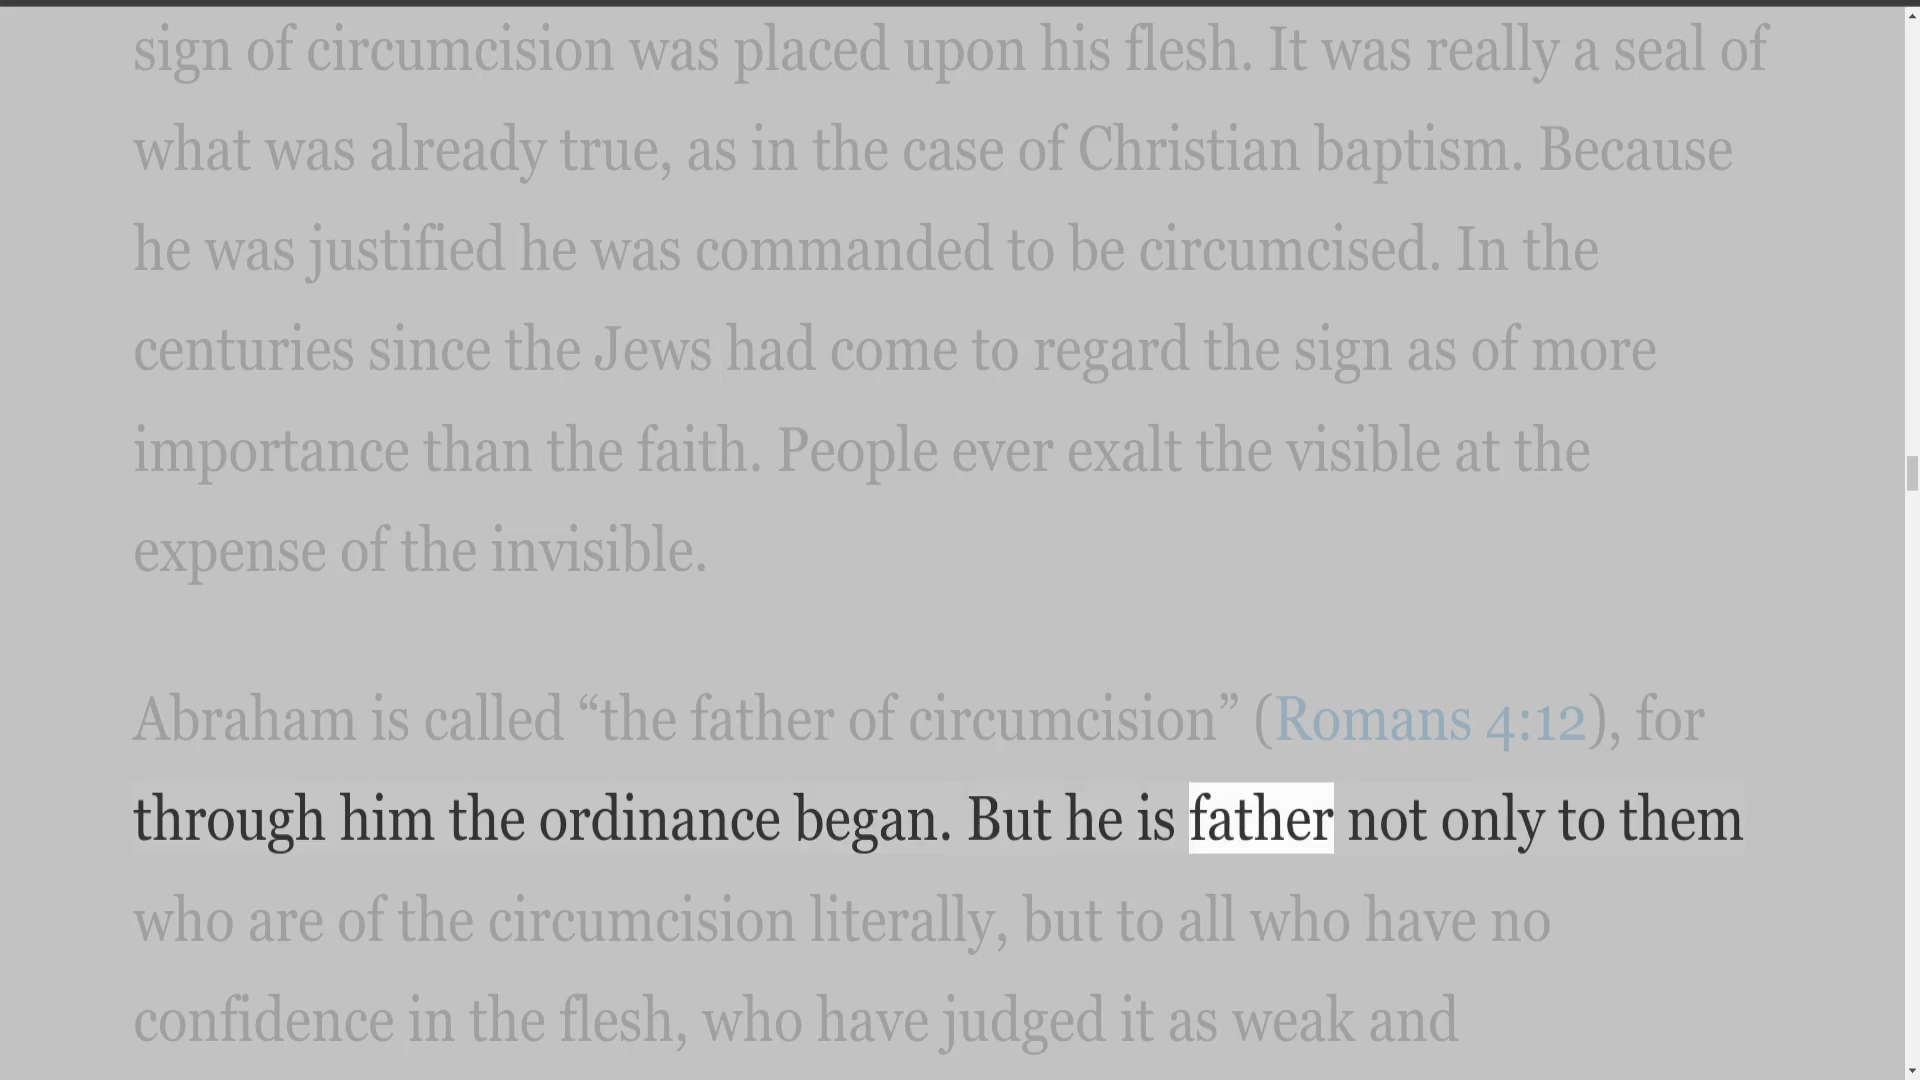 sign of circumcision was placed upon his flesh. It was really a seal of
what was already true, as in the case of Christian baptism. Because
he was justified he was commanded to be circumcised. In the
centuries since the Jews had come to regard the sign as of more
importance than the faith. People ever exalt the visible at the
expense of the invisible.
Abraham is called “the father of circumcision” (Romans 4:12), for
through him the ordinance began. But he is father not only to them
who are of the circumcision literally, but to all who have no
confidence in the flesh, who have judged it as weak and